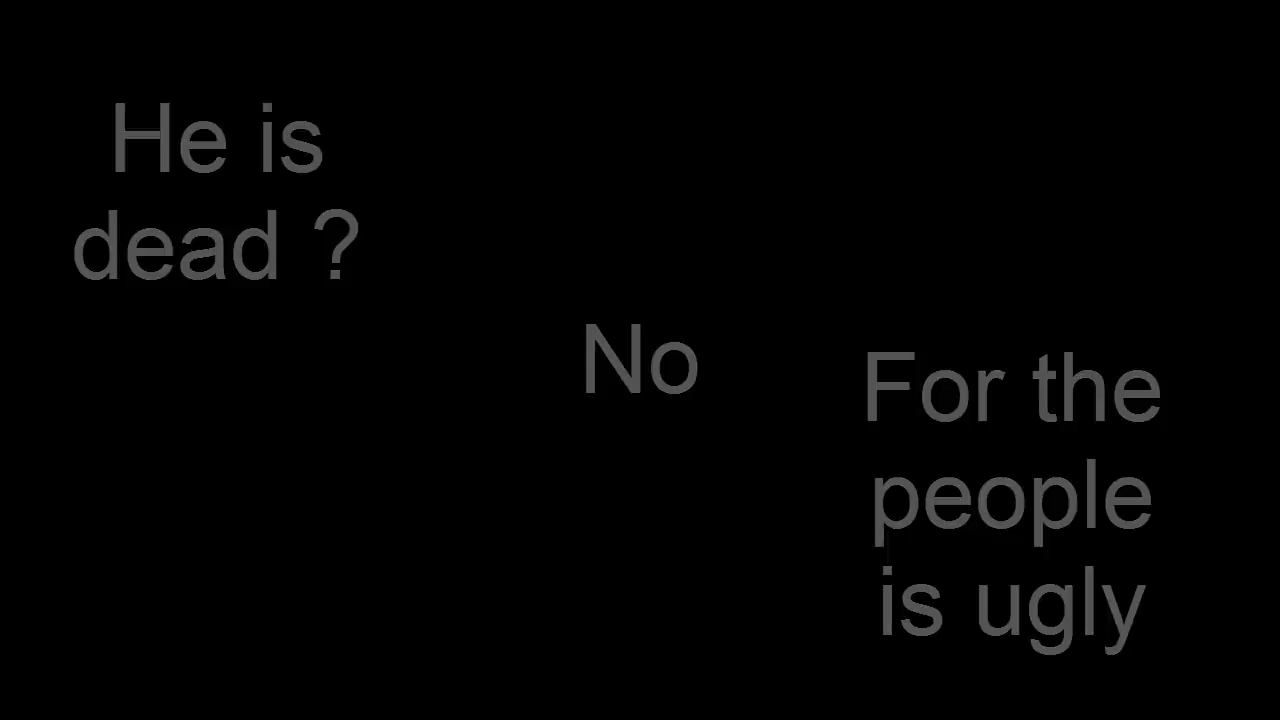 He is
dead ?
No
For the
people
is ugly